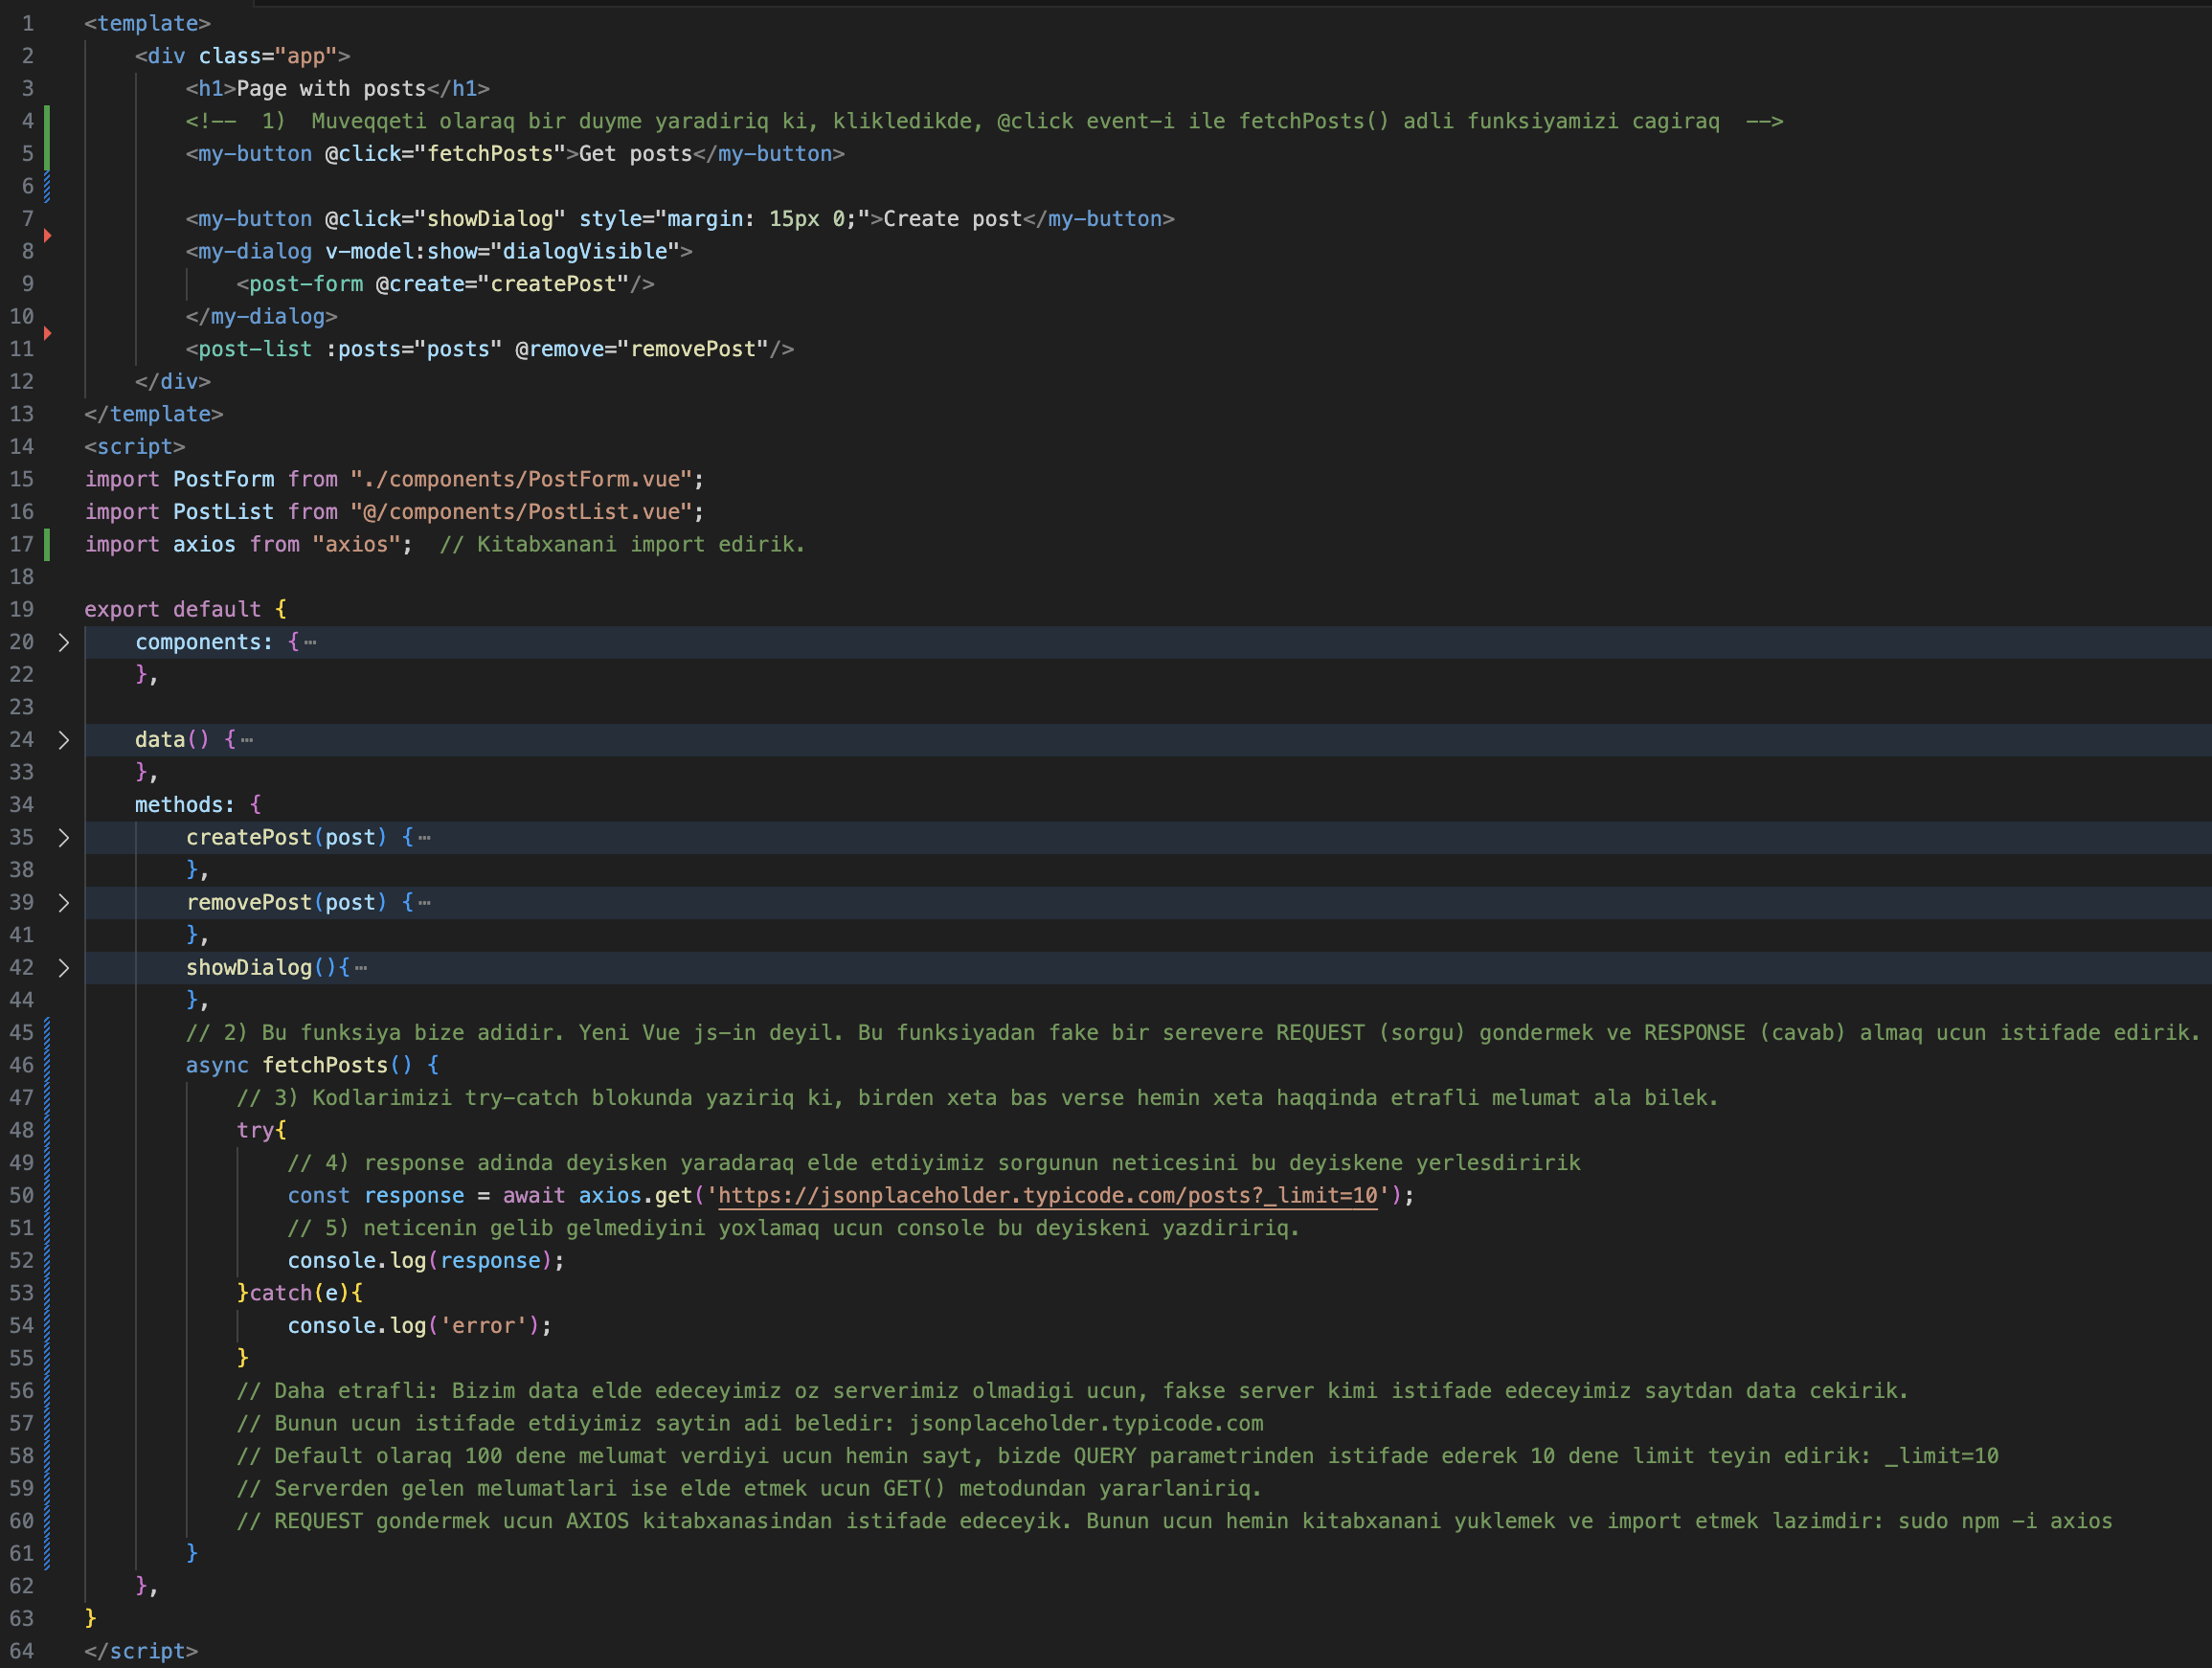 1 <template>
2 <div class="app">
3 <h1>Page with posts</h1>
4 <!--  1)  Muveqqeti olaraq bir duyme yaradiriq ki, klikledikde, @click event-i ile fetchPosts() adli funksiyamizi cagiraq  -->
5 <my-button @click="fetchPosts">Get posts</my-button>
6
7 <my-button @click="showDialog" style="margin: 15px 0;">Create post</my-button>
8 <my-dialog v-model:show="dialogVisible">
9 <post-form @create="createPost"/>
10 </my-dialog>
11 <post-list :posts="posts" @remove="removePost"/>
12 </div>
13 </template>
14 <script>
15 import PostForm from "./components/PostForm.vue";
16 import PostList from "@/components/PostList.vue";
17 import axios from "axios";  // Kitabxanani import edirik.
18
19 export default {
20 components: {⋯
22 },
23
24 data() {⋯
33 },
34 methods: {
35 createPost(post) {⋯
38 },
39 removePost(post) {⋯
41 },
42 showDialog(){⋯
44 },
45 // 2) Bu funksiya bize adidir. Yeni Vue js-in deyil. Bu funksiyadan fake bir serevere REQUEST (sorgu) gondermek ve RESPONSE (cavab) almaq ucun istifade edirik.
46 async fetchPosts() {
47 // 3) Kodlarimizi try-catch blokunda yaziriq ki, birden xeta bas verse hemin xeta haqqinda etrafli melumat ala bilek.
48 try{
49 // 4) response adinda deyisken yaradaraq elde etdiyimiz sorgunun neticesini bu deyiskene yerlesdiririk
50 const response = await axios.get('https://jsonplaceholder.typicode.com/posts?_limit=10');
51 // 5) neticenin gelib gelmediyini yoxlamaq ucun console bu deyiskeni yazdiririq.
52 console.log(response);
53 }catch(e){
54 console.log('error');
55 }
56 // Daha etrafli: Bizim data elde edeceyimiz oz serverimiz olmadigi ucun, fakse server kimi istifade edeceyimiz saytdan data cekirik.
57 // Bunun ucun istifade etdiyimiz saytin adi beledir: jsonplaceholder.typicode.com
58 // Default olaraq 100 dene melumat verdiyi ucun hemin sayt, bizde QUERY parametrinden istifade ederek 10 dene limit teyin edirik: _limit=10
59 // Serverden gelen melumatlari ise elde etmek ucun GET() metodundan yararlaniriq.
60 // REQUEST gondermek ucun AXIOS kitabxanasindan istifade edeceyik. Bunun ucun hemin kitabxanani yuklemek ve import etmek lazimdir: sudo npm -i axios
61 }
62 },
63 }
64 </script>